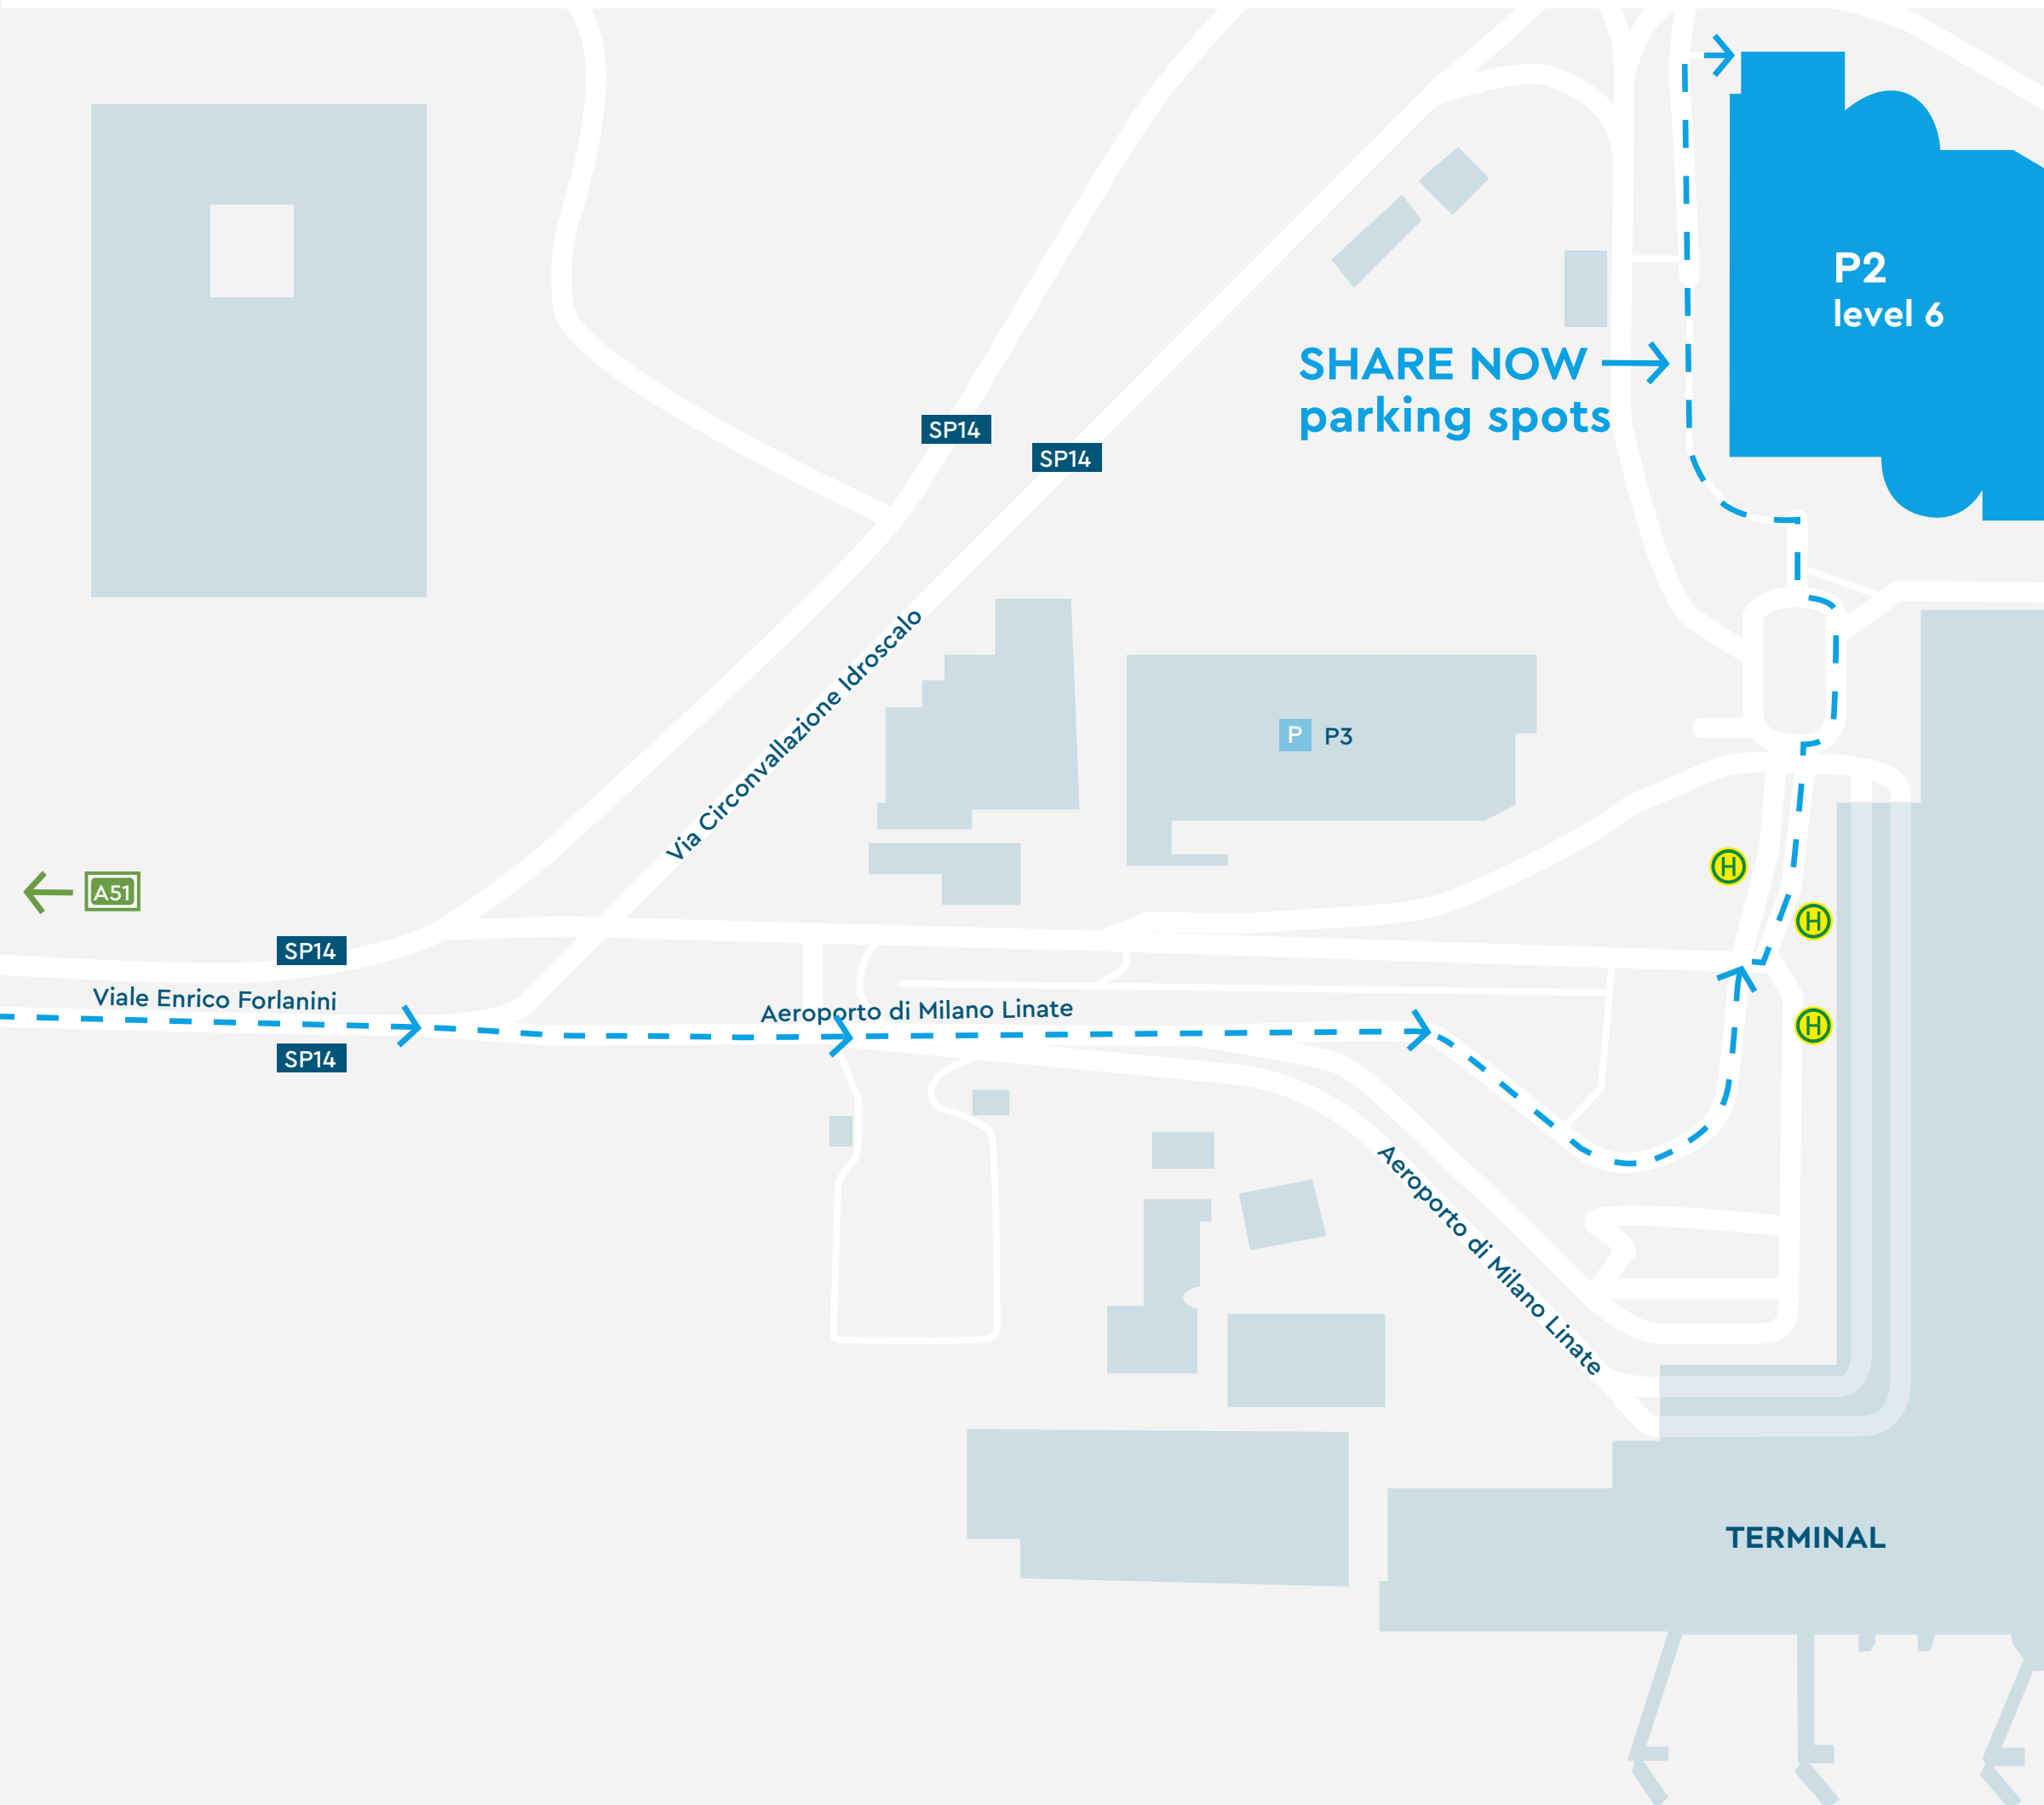 P2
level 6
SHARE NOW
parking spots
SP14
SP14
Via Circonvallazione Idroscalo
P P3
A51
H
H
SP14
Viale Enrico Forlanini
Aeroporto di Milano Linate
H
SP14
Aeroporto di Milano Linate
TERMINAL